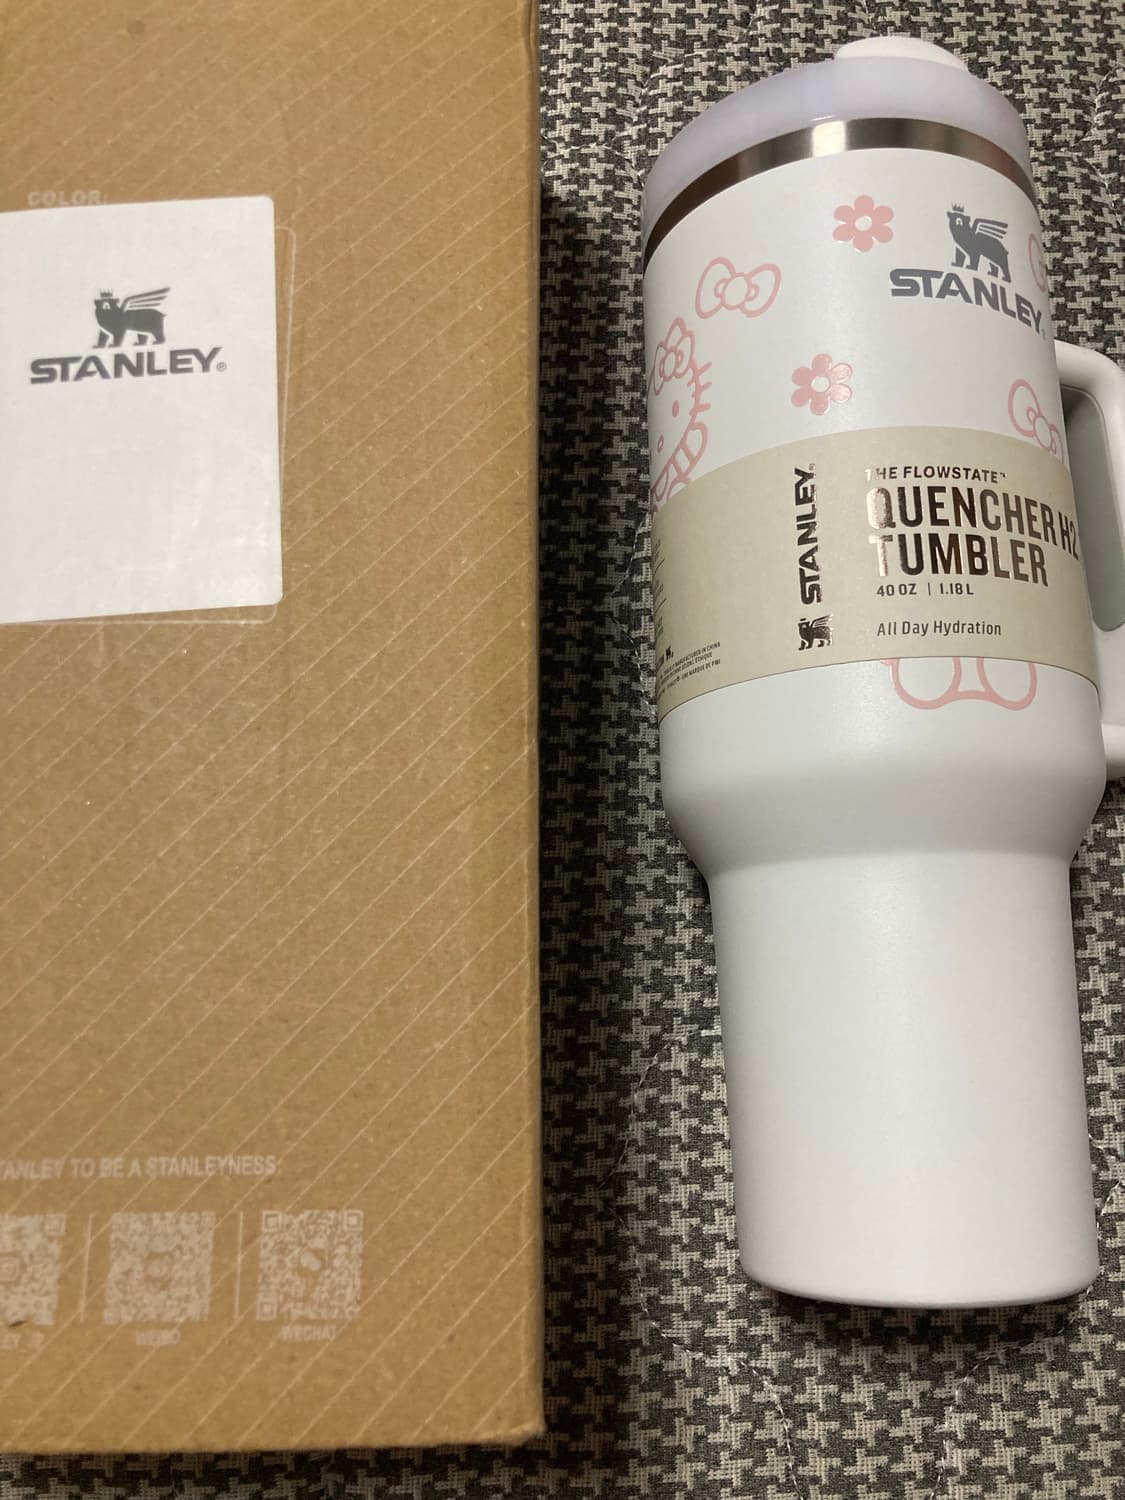 COLOR:
STANLEY®
TANLEY TO BE A STANLEYNESS:
WEIBO
WECHAT
STANLEY
STANLEY®
THE FLOWSTATE™
QUENCHER H2
TUMBLER
40 OZ | 1.18 L
All Day Hydration